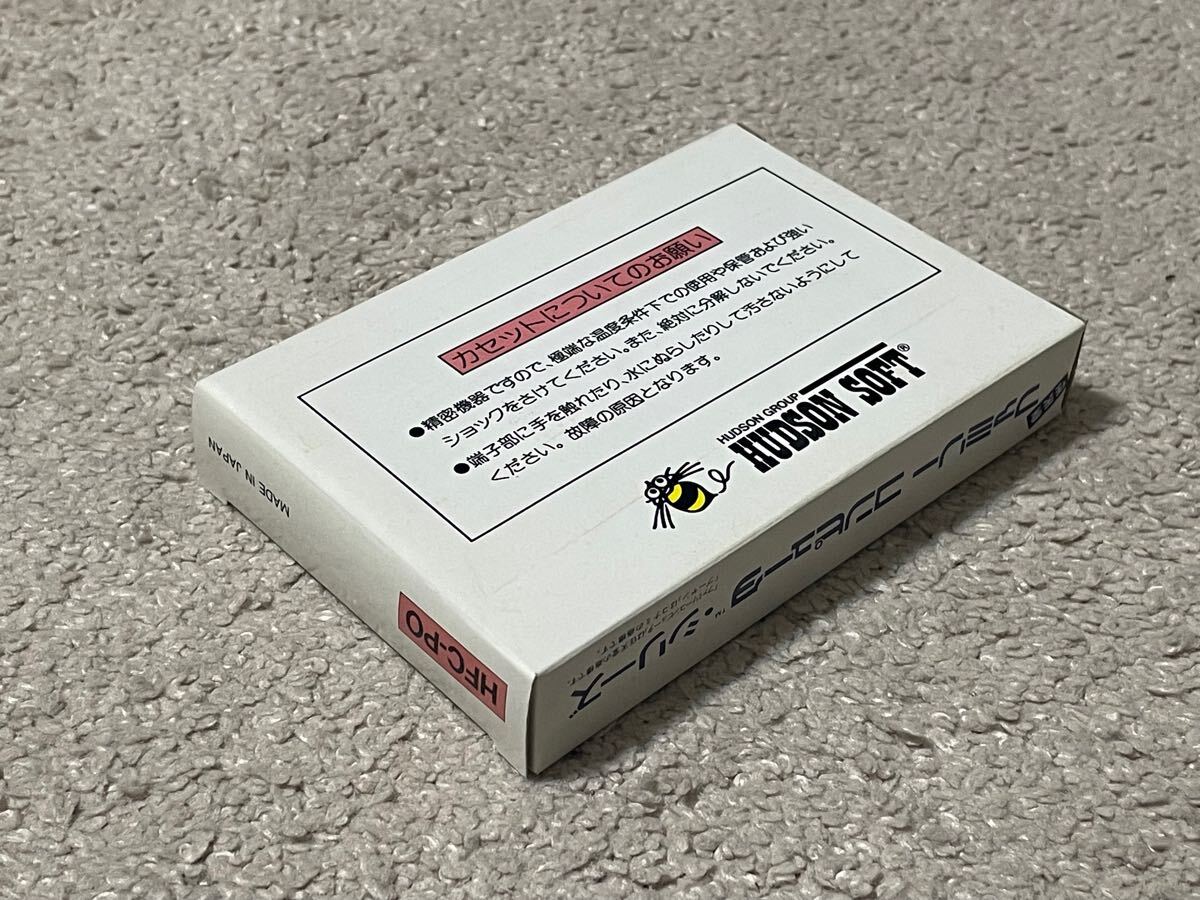 カセットについてのお願い
●精密機器ですので、極端な温度条件下での使用や保管および強い
ショックをさけてください。また、絶対に分解しないでください。
●端子部に手を触れたり、水にぬらしたりして汚さないようにして
ください。故障の原因となります。
HUDSON GROUP
HUDSON SOFT®
MADE IN JAPAN
HFC-PO
ファミリー コンピュータ™シリーズ